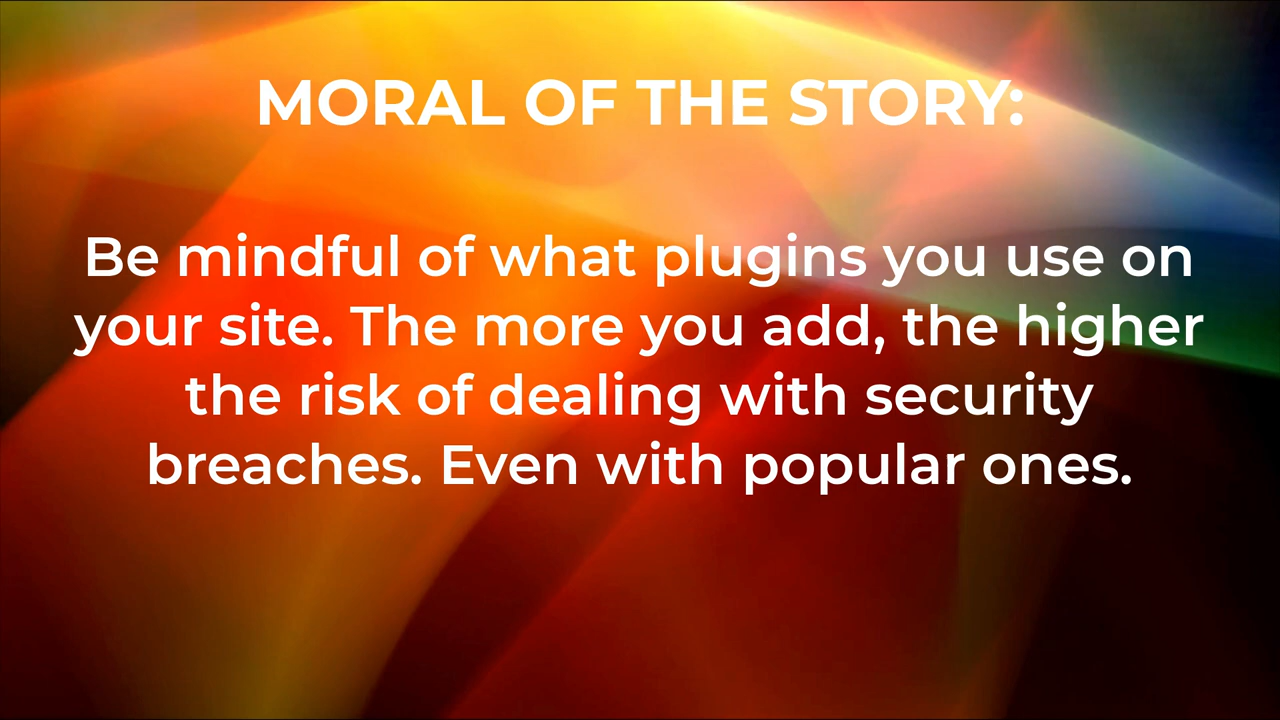 MORAL OF THE STORY:
Be mindful of what plugins you use on
your site. The more you add, the higher
the risk of dealing with security
breaches. Even with popular ones.